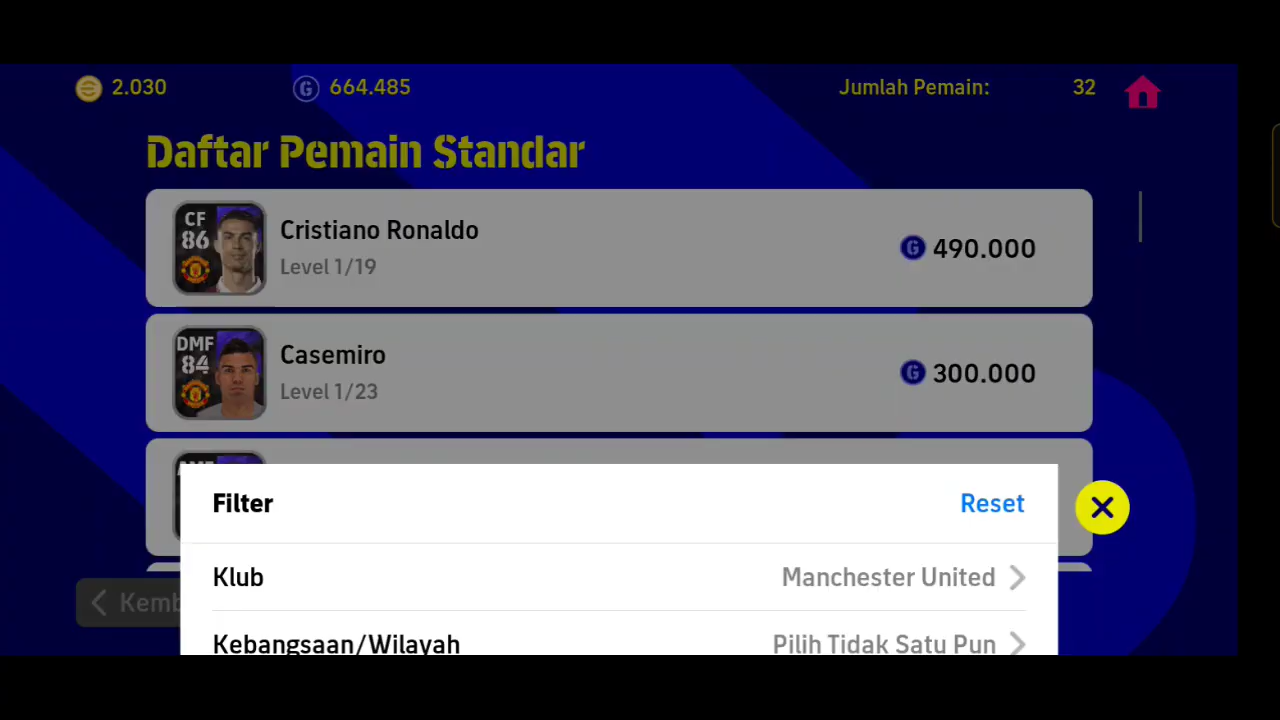 2.030
664.485
Jumlah Pemain: 32
Daftar Pemain Standar
CF
86
Cristiano Ronaldo
Level 1/19
490.000
DMF
84
Casemiro
Level 1/23
300.000
Filter
Reset
Klub
Manchester United
Kemb
Kebangsaan/Wilayah
Pilih Tidak Satu Pun